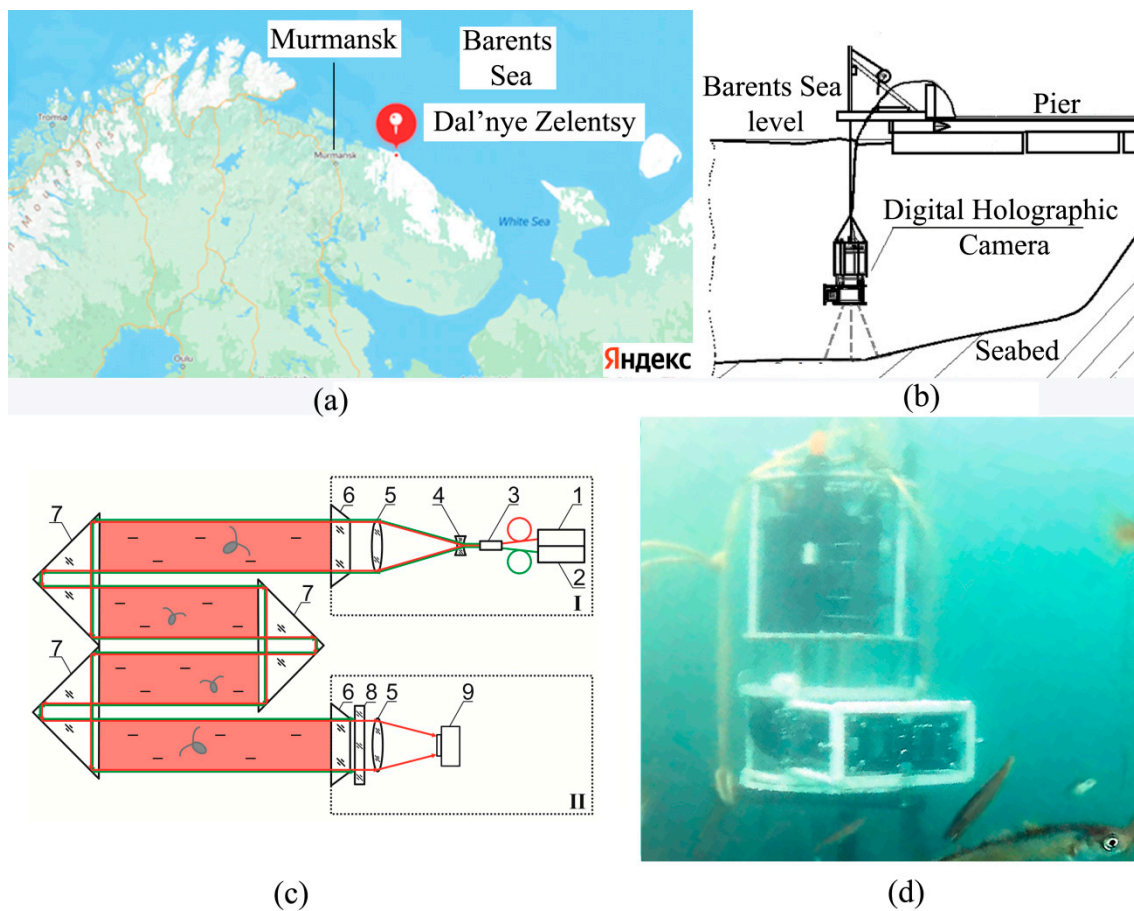 Murmansk
Barents
Sea
Dal'nye Zelentsy
Tromsø
Murmansk
White Sea
Oulu
Яндекс
(a)
Barents Sea
level
Pier
Digital Holographic
Camera
Seabed
(b)
7
6
5
4
3
1
2
I
7
7
6
8
5
9
II
(c)
(d)